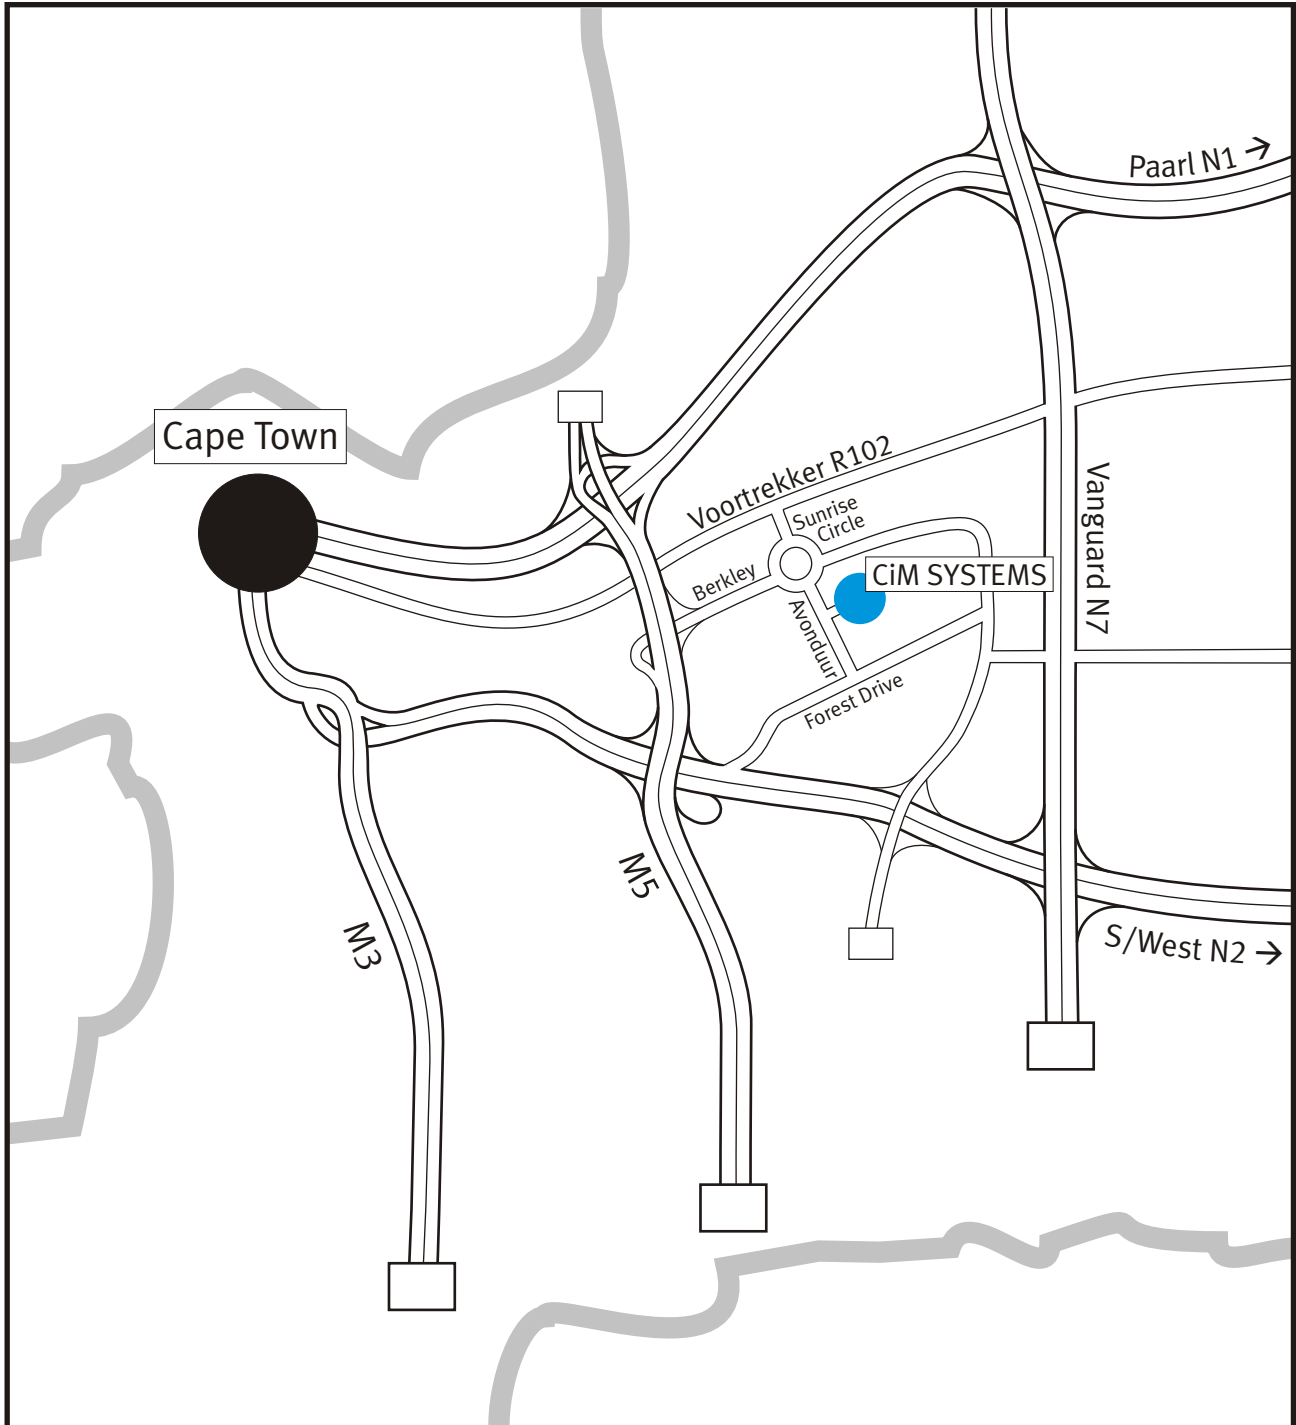 Paarl N1 →
Cape Town
Voortrekker R102
Sunrise
Circle
Vanguard N7
CiM SYSTEMS
Berkley
Avonduur
Forest Drive
M5
M3
S/West N2 →